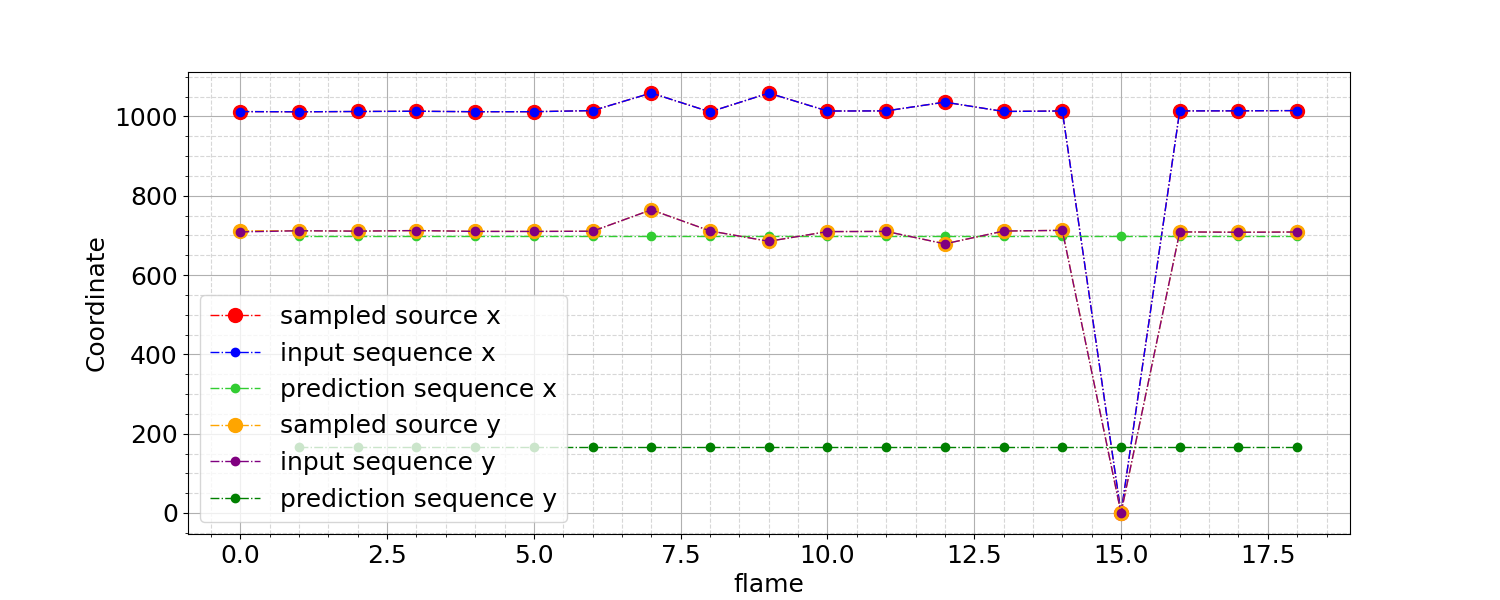 1000
800
600
400
200
0
Coordinate
sampled source x
input sequence x
prediction sequence x
sampled source y
input sequence y
prediction sequence y
0.0 2.5 5.0 7.5 10.0 12.5 15.0 17.5
flame